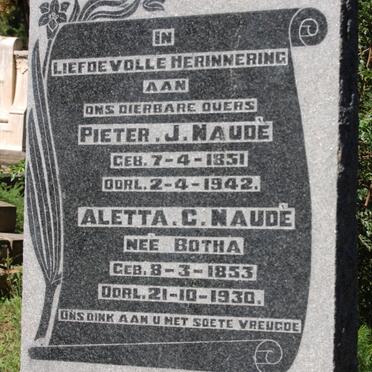 IN
LIEFDEVOLLE HERINNERING
AAN
ONS DIERBARE OUERS
PIETER. J. NAUDÈ
GEB. 7-4-1851
OORL. 2-4-1942.
ALETTA. C. NAUDÈ
NEÈ BOTHA
GEB. 8-3-1853
OORL. 21-10-1930.
ONS DINK AAN U MET SOETE VREUGDE